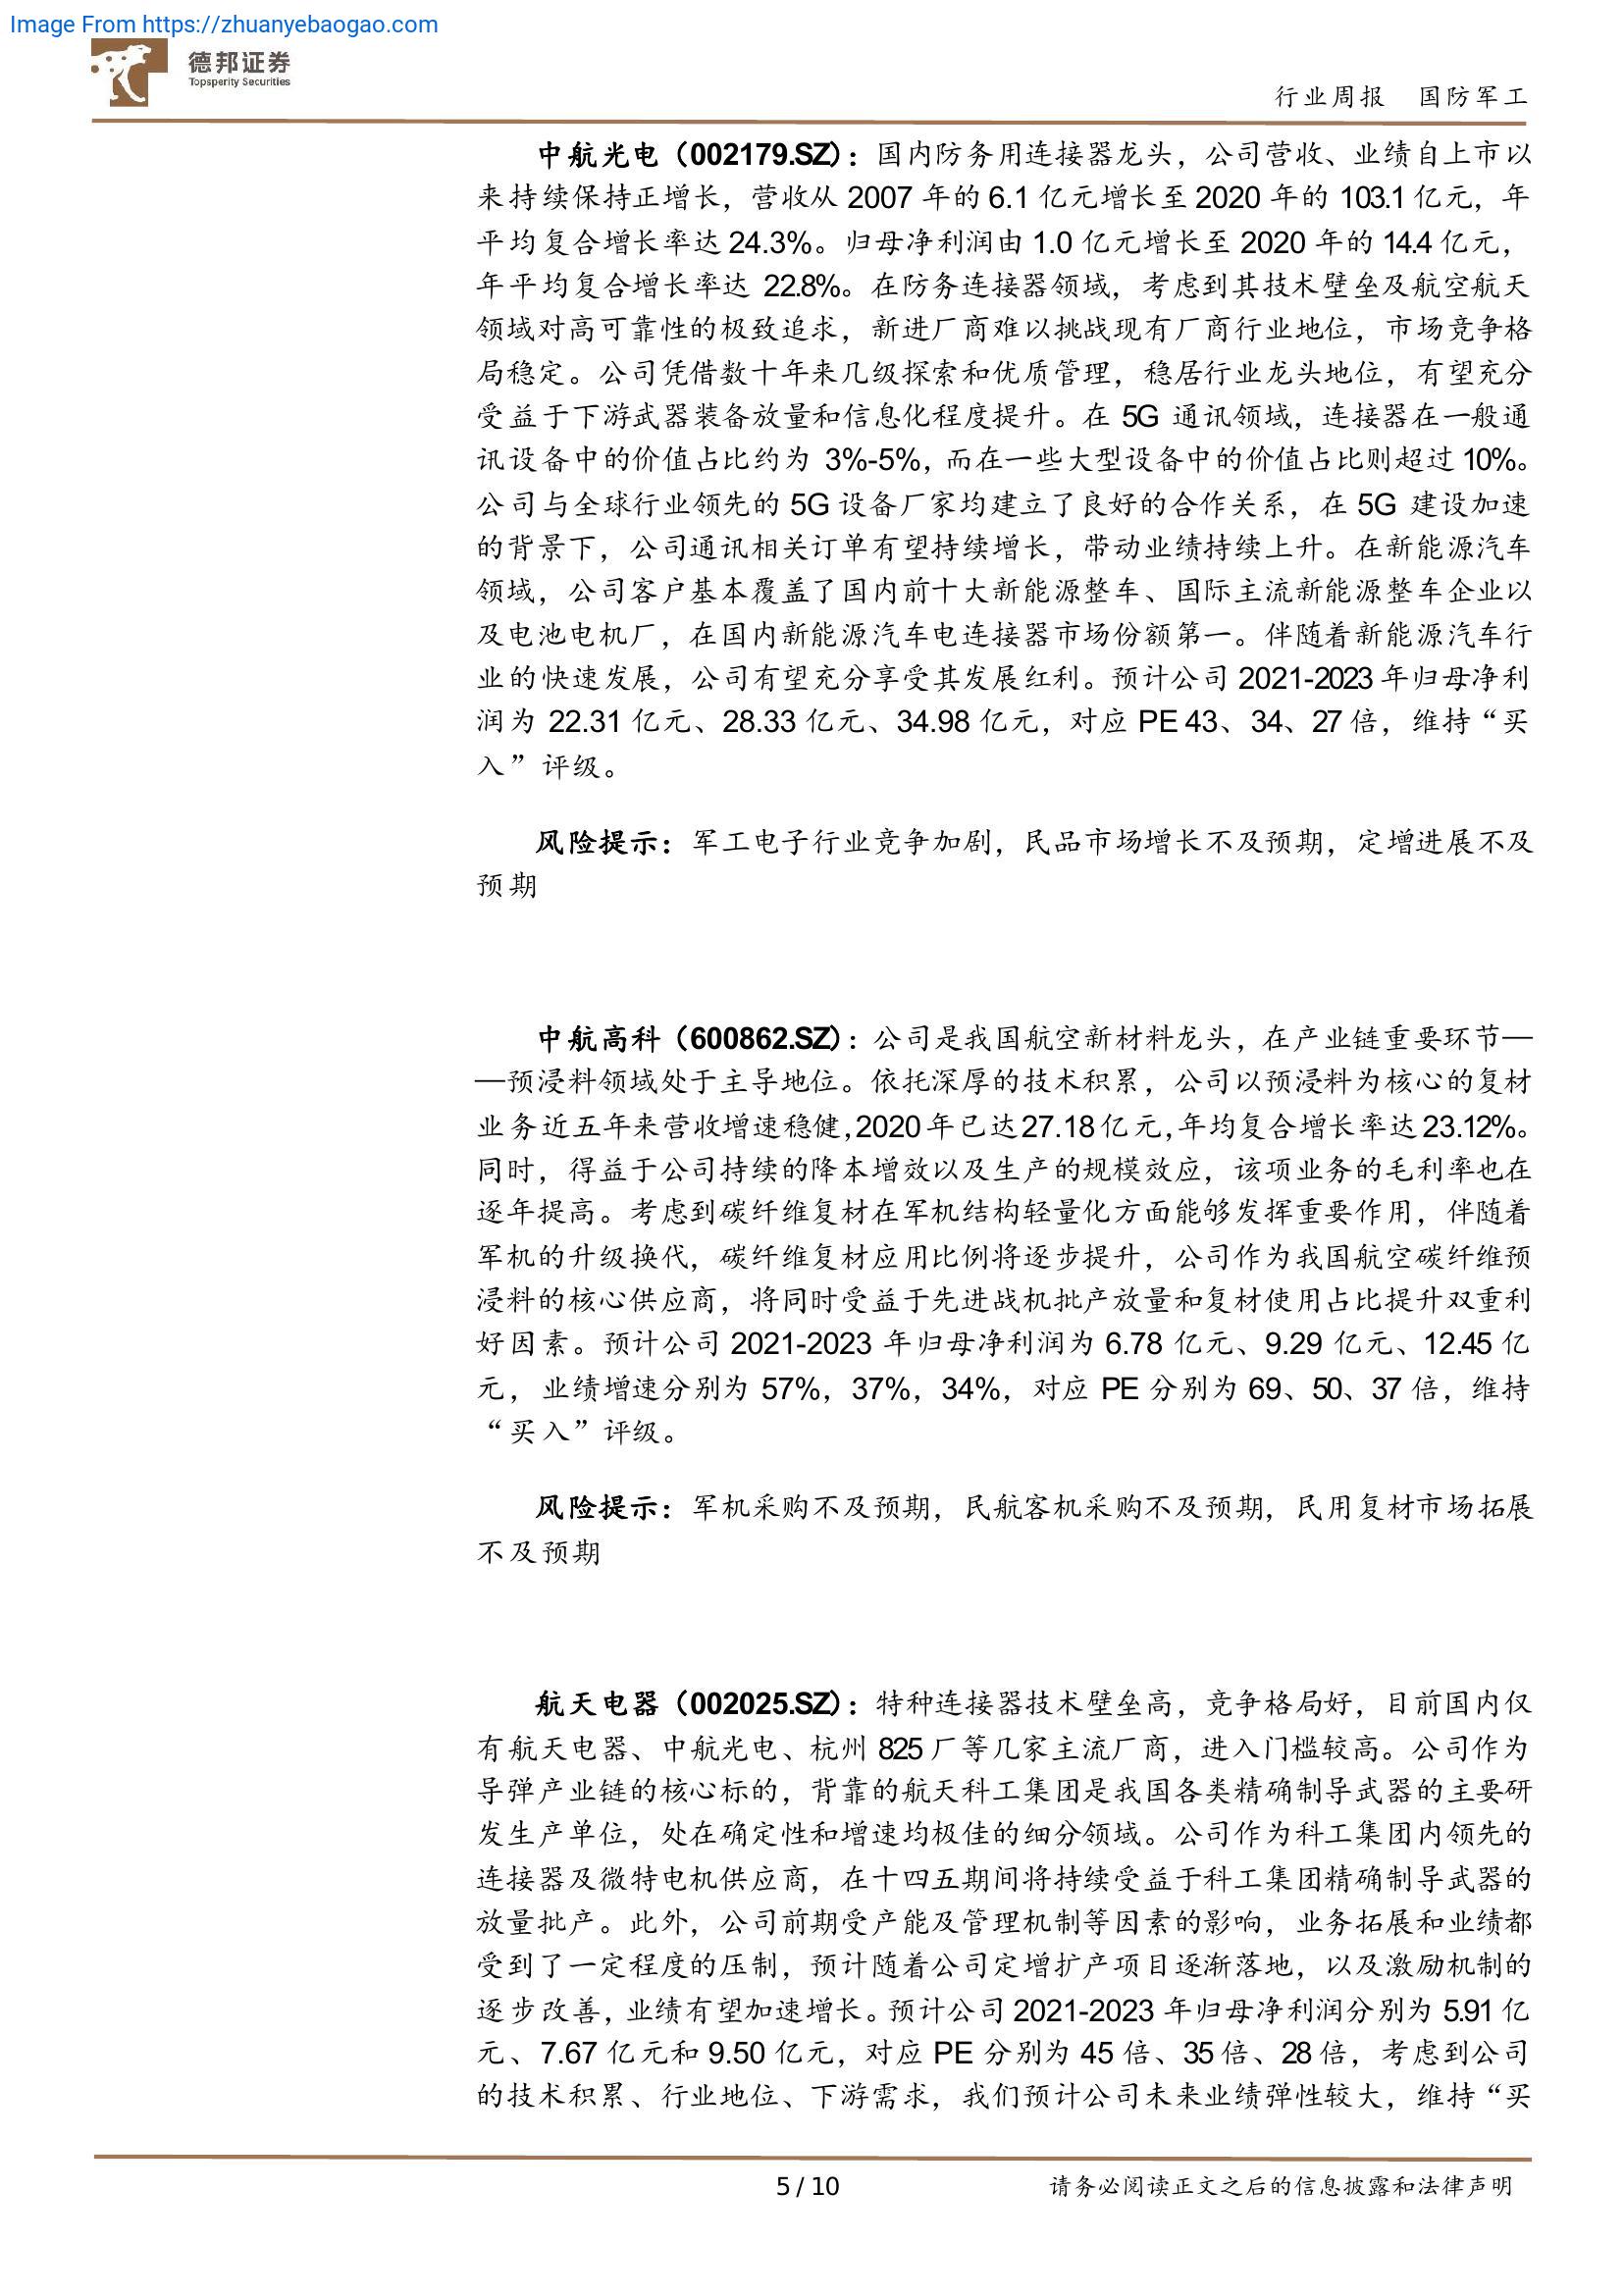 Image From https://zhuanyebaogao.com
德邦证券
Topsperity Securities
行业周报 国防军工
中航光电（002179.SZ）：国内防务用连接器龙头，公司营收、业绩自上市以
来持续保持正增长，营收从 2007 年的 6.1 亿元增长至 2020 年的 103.1 亿元，年
平均复合增长率达 24.3%。归母净利润由 1.0 亿元增长至 2020 年的 14.4 亿元，
年平均复合增长率达 22.8%。在防务连接器领域，考虑到其技术壁垒及航空航天
领域对高可靠性的极致追求，新进厂商难以挑战现有厂商行业地位，市场竞争格
局稳定。公司凭借数十年来几级探索和优质管理，稳居行业龙头地位，有望充分
受益于下游武器装备放量和信息化程度提升。在 5G 通讯领域，连接器在一般通
讯设备中的价值占比约为 3%-5%，而在一些大型设备中的价值占比则超过 10%。
公司与全球行业领先的 5G 设备厂家均建立了良好的合作关系，在 5G 建设加速
的背景下，公司通讯相关订单有望持续增长，带动业绩持续上升。在新能源汽车
领域，公司客户基本覆盖了国内前十大新能源整车、国际主流新能源整车企业以
及电池电机厂，在国内新能源汽车电连接器市场份额第一。伴随着新能源汽车行
业的快速发展，公司有望充分享受其发展红利。预计公司 2021-2023 年归母净利
润为 22.31 亿元、28.33 亿元、34.98 亿元，对应 PE 43、34、27 倍，维持“买
入”评级。
风险提示：军工电子行业竞争加剧，民品市场增长不及预期，定增进展不及
预期
中航高科（600862.SZ）：公司是我国航空新材料龙头，在产业链重要环节—
—预浸料领域处于主导地位。依托深厚的技术积累，公司以预浸料为核心的复材
业务近五年来营收增速稳健，2020 年已达 27.18 亿元，年均复合增长率达 23.12%。
同时，得益于公司持续的降本增效以及生产的规模效应，该项业务的毛利率也在
逐年提高。考虑到碳纤维复材在军机结构轻量化方面能够发挥重要作用，伴随着
军机的升级换代，碳纤维复材应用比例将逐步提升，公司作为我国航空碳纤维预
浸料的核心供应商，将同时受益于先进战机批产放量和复材使用占比提升双重利
好因素。预计公司 2021-2023 年归母净利润为 6.78 亿元、9.29 亿元、12.45 亿
元，业绩增速分别为 57%，37%，34%，对应 PE 分别为 69、50、37 倍，维持
“买入”评级。
风险提示：军机采购不及预期，民航客机采购不及预期，民用复材市场拓展
不及预期
航天电器（002025.SZ）：特种连接器技术壁垒高，竞争格局好，目前国内仅
有航天电器、中航光电、杭州 825 厂等几家主流厂商，进入门槛较高。公司作为
导弹产业链的核心标的，背靠的航天科工集团是我国各类精确制导武器的主要研
发生产单位，处在确定性和增速均极佳的细分领域。公司作为科工集团内领先的
连接器及微特电机供应商，在十四五期间将持续受益于科工集团精确制导武器的
放量批产。此外，公司前期受产能及管理机制等因素的影响，业务拓展和业绩都
受到了一定程度的压制，预计随着公司定增扩产项目逐渐落地，以及激励机制的
逐步改善，业绩有望加速增长。预计公司 2021-2023 年归母净利润分别为 5.91 亿
元、7.67 亿元和 9.50 亿元，对应 PE 分别为 45 倍、35 倍、28 倍，考虑到公司
的技术积累、行业地位、下游需求，我们预计公司未来业绩弹性较大，维持“买
5 / 10
请务必阅读正文之后的信息披露和法律声明